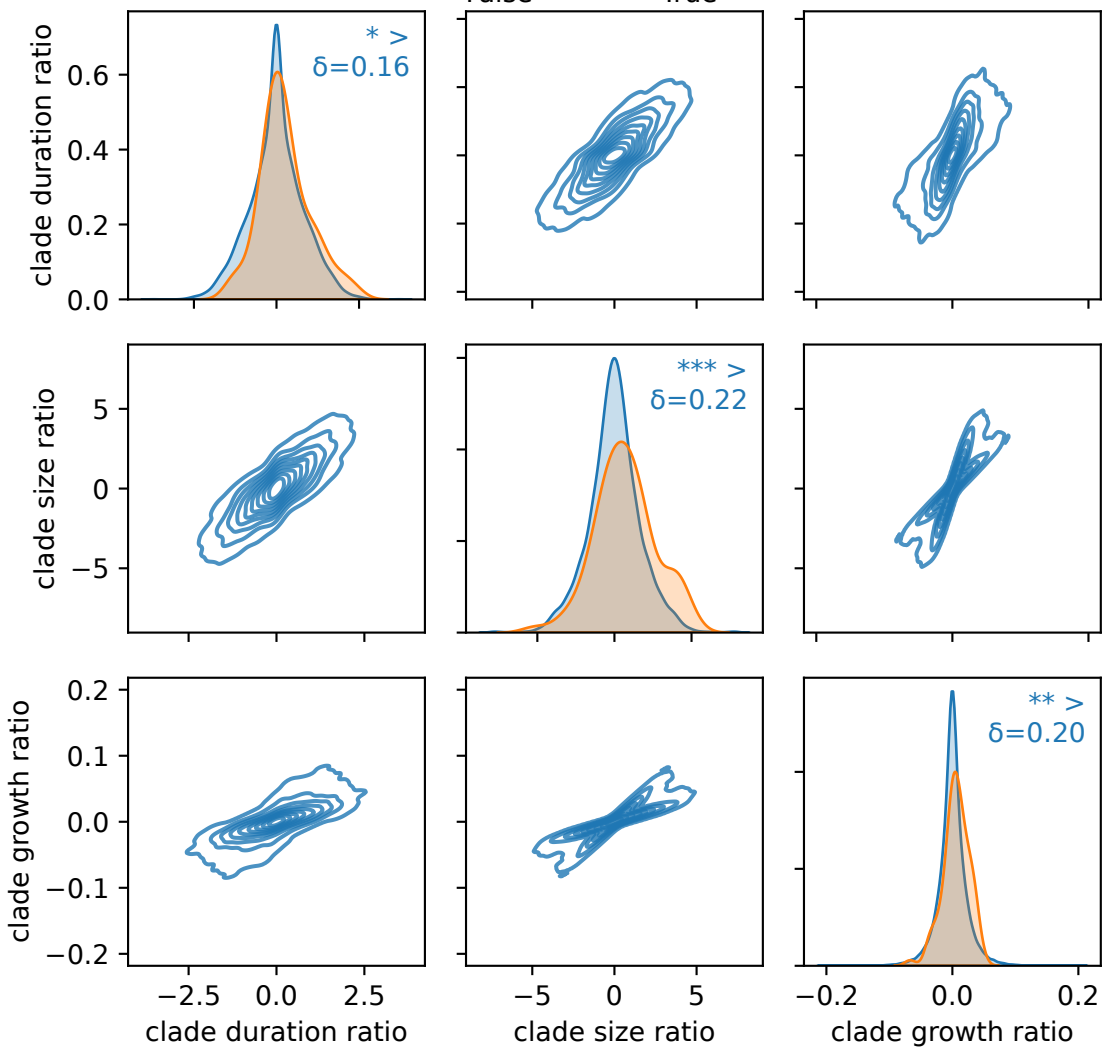 False True
clade duration ratio
0.6
0.4
0.2
0.0
* >
δ=0.16
clade size ratio
5
0
−5
*** >
δ=0.22
clade growth ratio
0.2
0.1
0.0
−0.1
−0.2
** >
δ=0.20
−2.5 0.0 2.5
−5 0 5
−0.2 0.0 0.2
clade duration ratio
clade size ratio
clade growth ratio